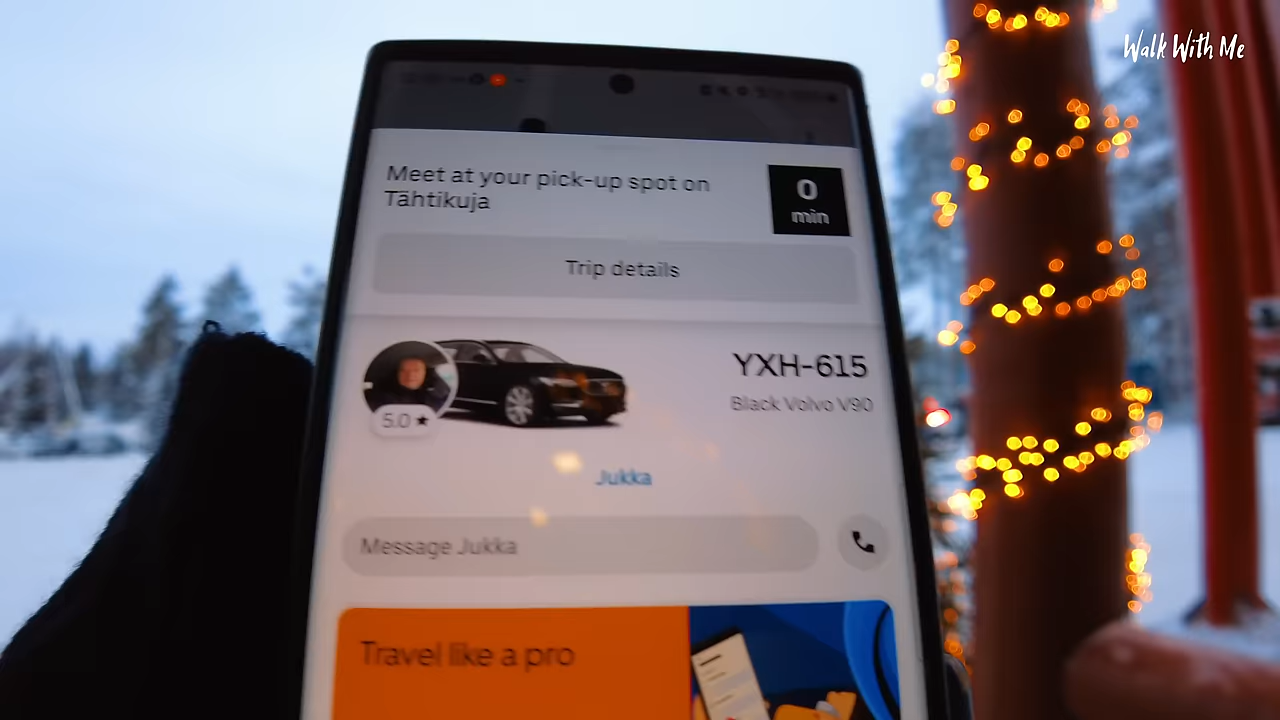 Walk With Me
Meet at your pick-up spot on
Tähtikuja
0
min
Trip details
YXH-615
Black Volvo V90
5.0 ★
Jukka
Message Jukka
Travel like a pro